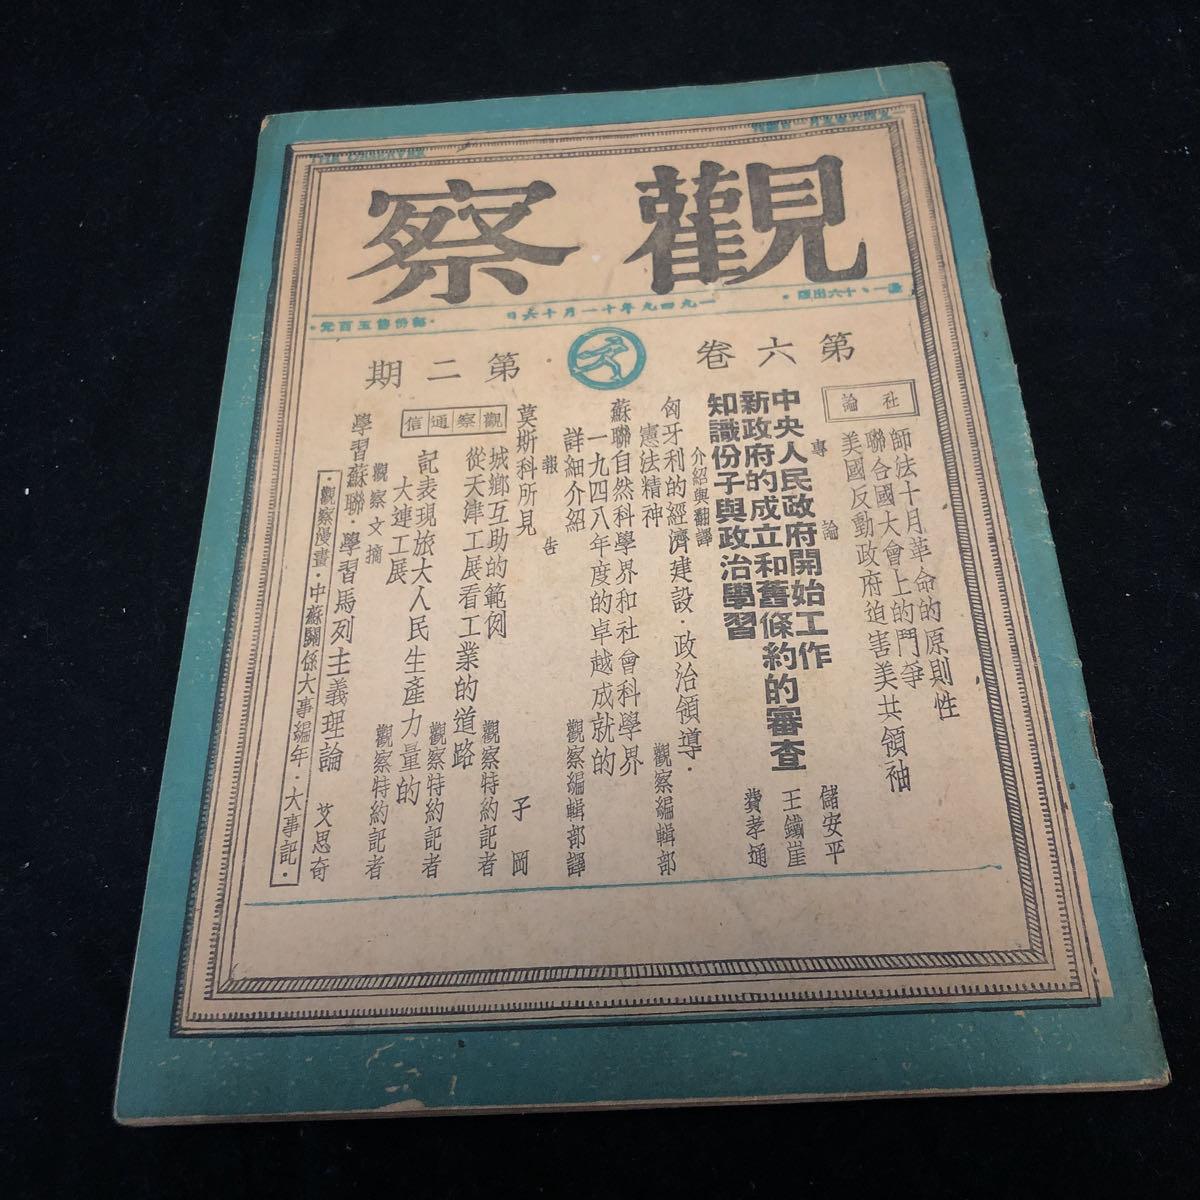 觀察
逢一、十六出版·
一九四九年十一月十六日
·每份售五百元·
第六卷
第二期
社論
師法十月革命的原則性
聯合國大會上的鬥爭
美國反動政府迫害美共領袖
專論
中央人民政府開始工作
儲安平
新政府的成立和舊條約的審查
王鐵崖
知識份子與政治學習
費孝通
介紹與翻譯
匈牙利的經濟建設·政治領導·
憲法精神
觀察編輯部
蘇聯自然科學界和社會科學界
一九四八年度的卓越成就的
詳細介紹
觀察編輯部譯
報告
莫斯科所見
子岡
觀察通信
城鄉互助的範例
觀察特約記者
從天津工展看工業的道路
觀察特約記者
記表現旅大人民生產力量的
大連工展
觀察特約記者
觀察文摘
學習蘇聯·學習馬列主義理論
艾思奇
·觀察漫畫·中蘇關係大事編年·大事記·